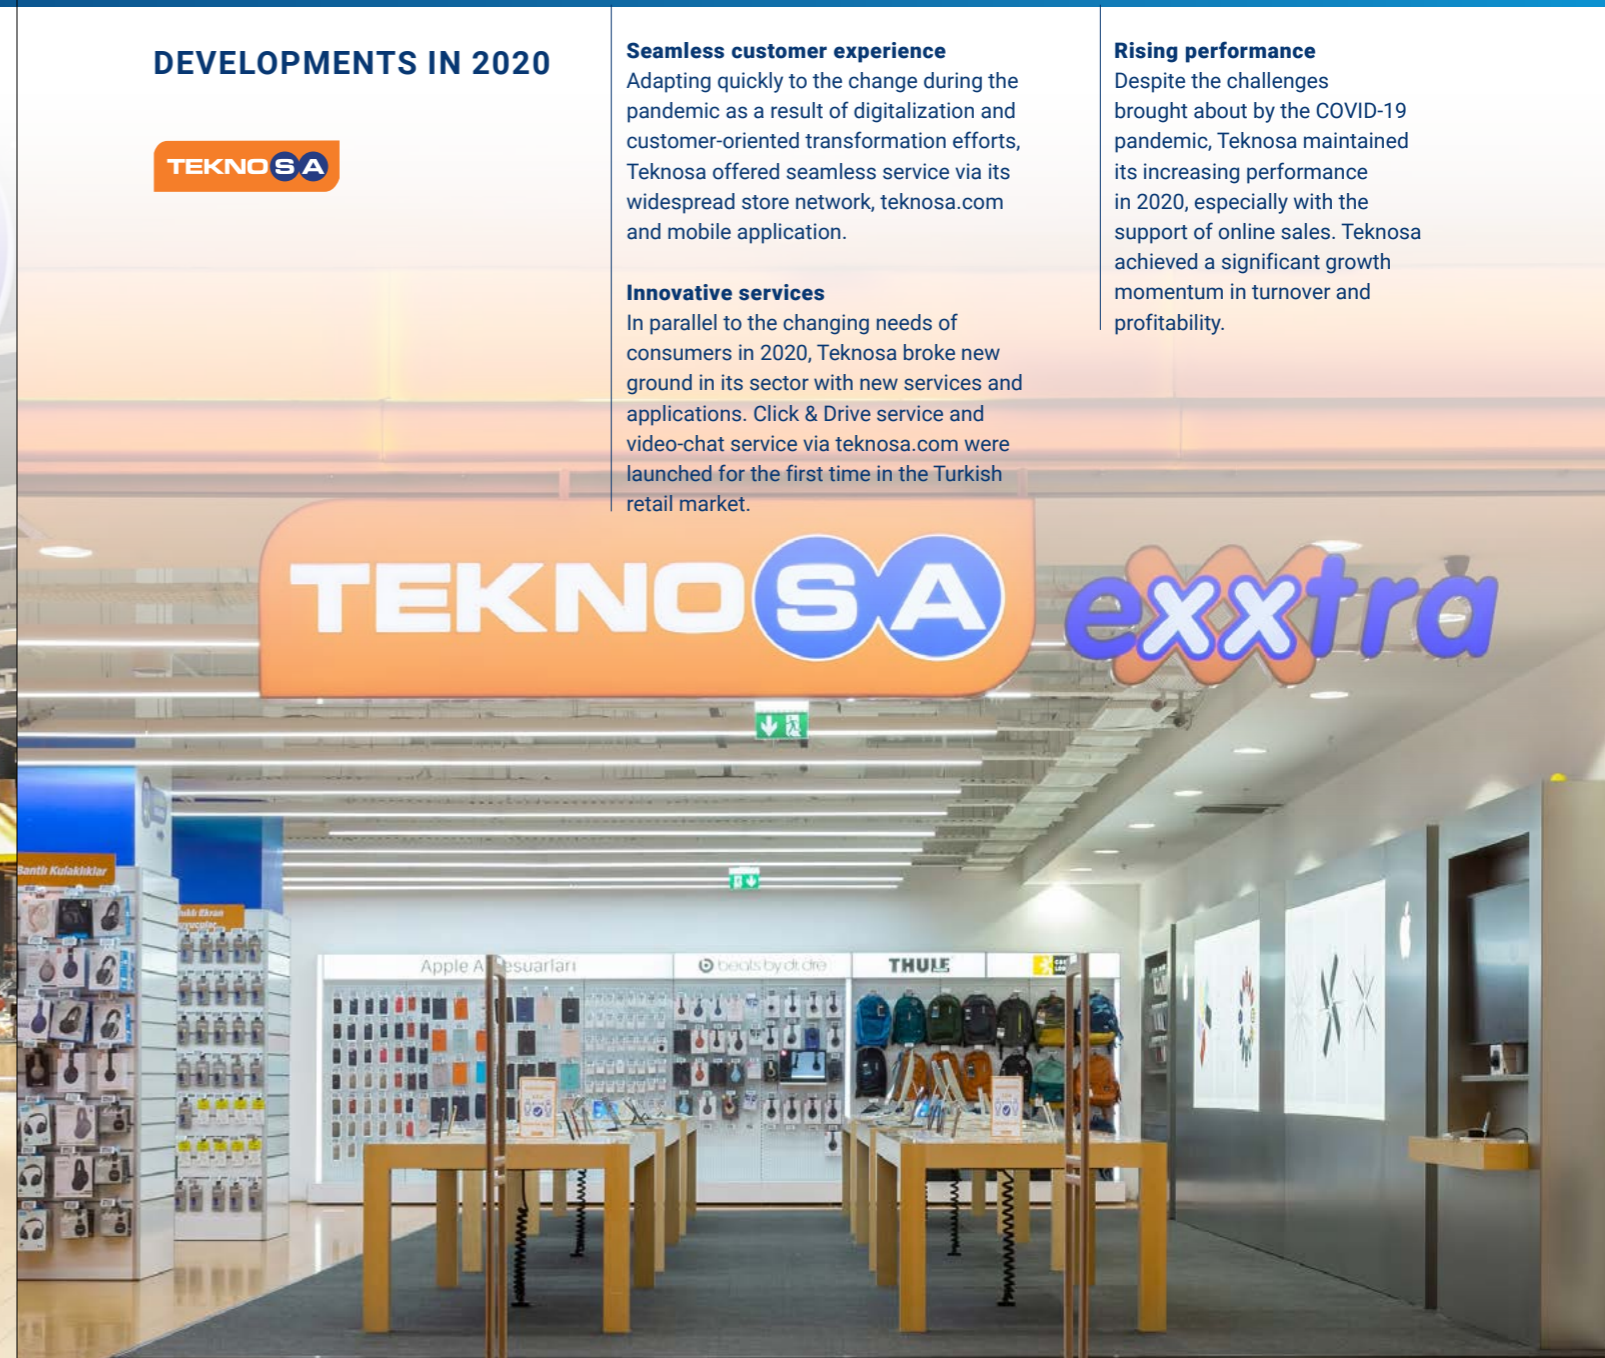 DEVELOPMENTS IN 2020
TEKNOSA
Seamless customer experience
Adapting quickly to the change during the
pandemic as a result of digitalization and
customer-oriented transformation efforts,
Teknosa offered seamless service via its
widespread store network, teknosa.com
and mobile application.
Innovative services
In parallel to the changing needs of
consumers in 2020, Teknosa broke new
ground in its sector with new services and
applications. Click & Drive service and
video-chat service via teknosa.com were
launched for the first time in the Turkish
retail market.
Rising performance
Despite the challenges
brought about by the COVID-19
pandemic, Teknosa maintained
its increasing performance
in 2020, especially with the
support of online sales. Teknosa
achieved a significant growth
momentum in turnover and
profitability.
TEKNOSA
exxtra
Bantlı Kulaklıklar
Ekran
Apple
beats by dr. dre
THULE